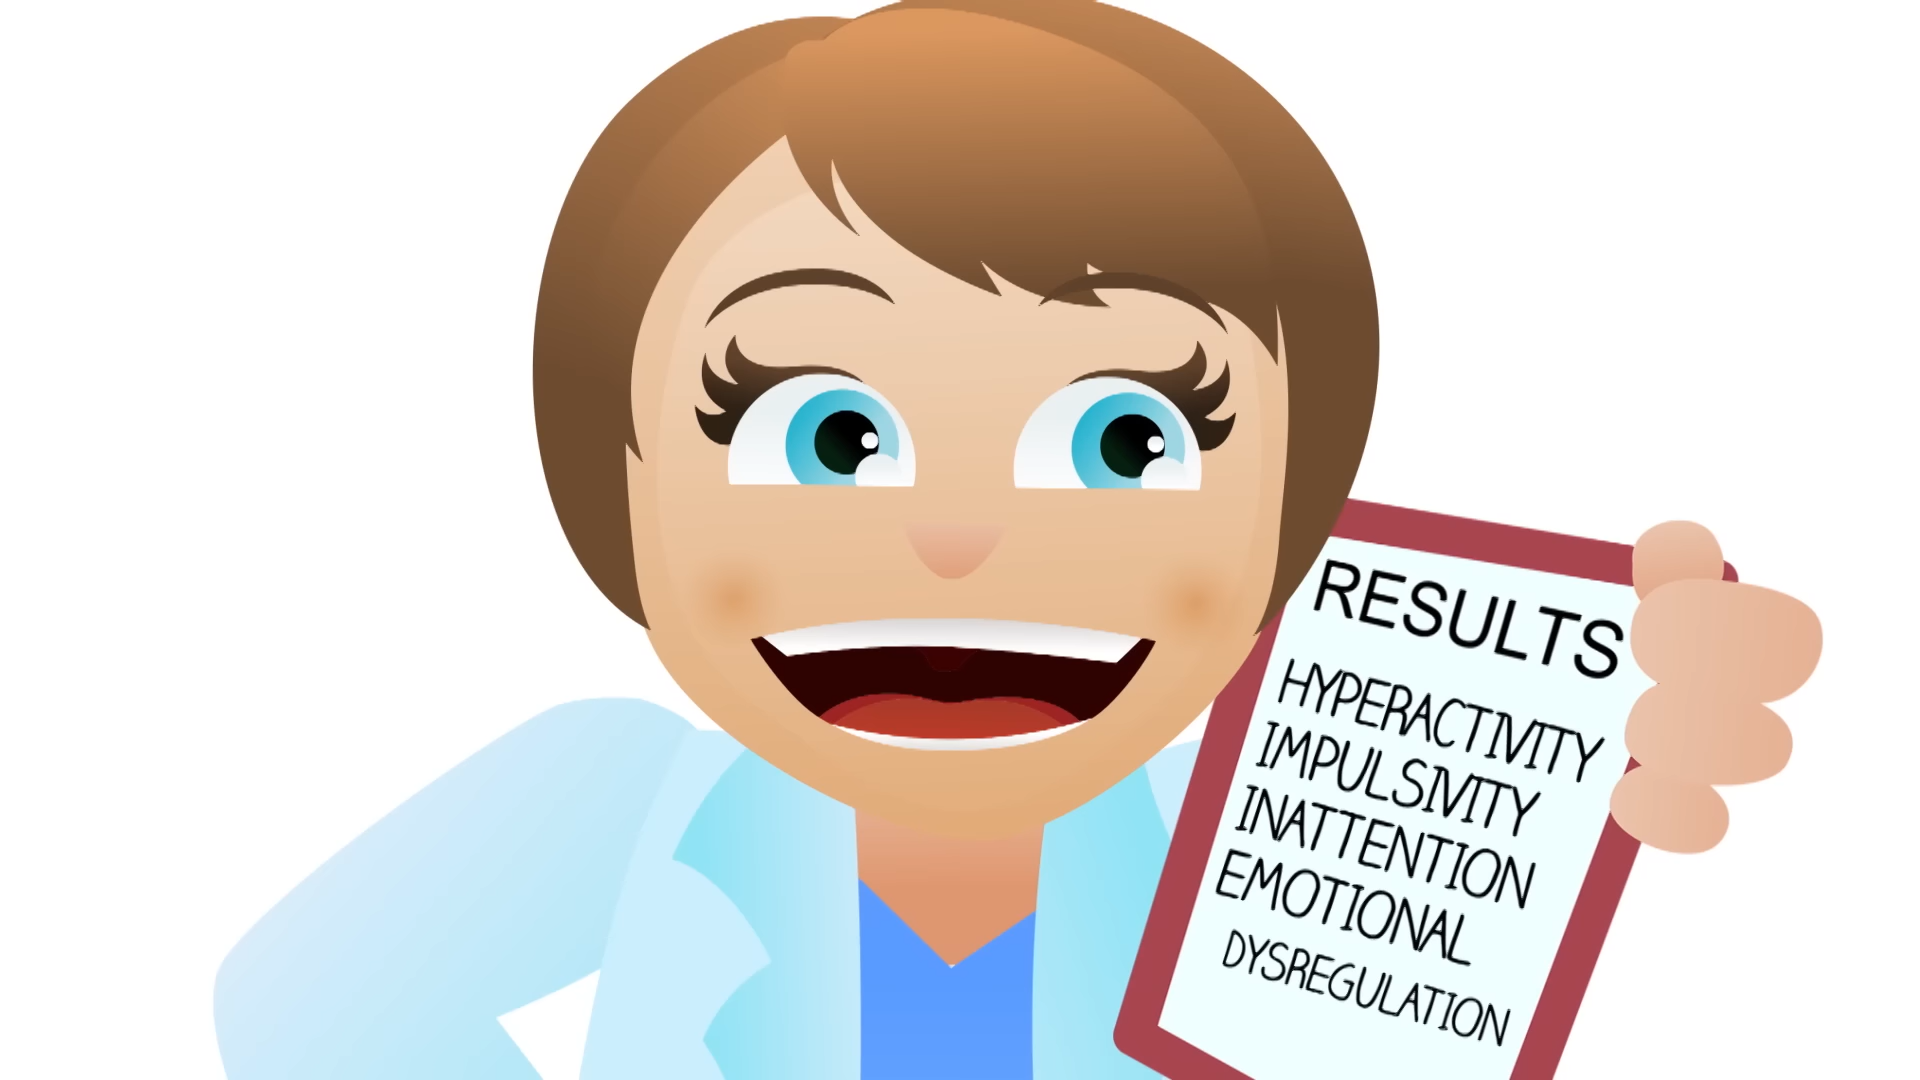 RESULTS
HYPERACTIVITY
IMPULSIVITY
INATTENTION
EMOTIONAL
DYSREGULATION